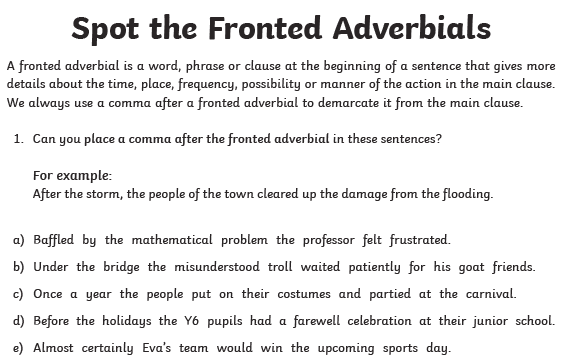 Spot the Fronted Adverbials
A fronted adverbial is a word, phrase or clause at the beginning of a sentence that gives more
details about the time, place, frequency, possibility or manner of the action in the main clause.
We always use a comma after a fronted adverbial to demarcate it from the main clause.
1. Can you place a comma after the fronted adverbial in these sentences?
For example:
After the storm, the people of the town cleared up the damage from the flooding.
a) Baffled by the mathematical problem the professor felt frustrated.
b) Under the bridge the misunderstood troll waited patiently for his goat friends.
c) Once a year the people put on their costumes and partied at the carnival.
d) Before the holidays the Y6 pupils had a farewell celebration at their junior school.
e) Almost certainly Eva's team would win the upcoming sports day.